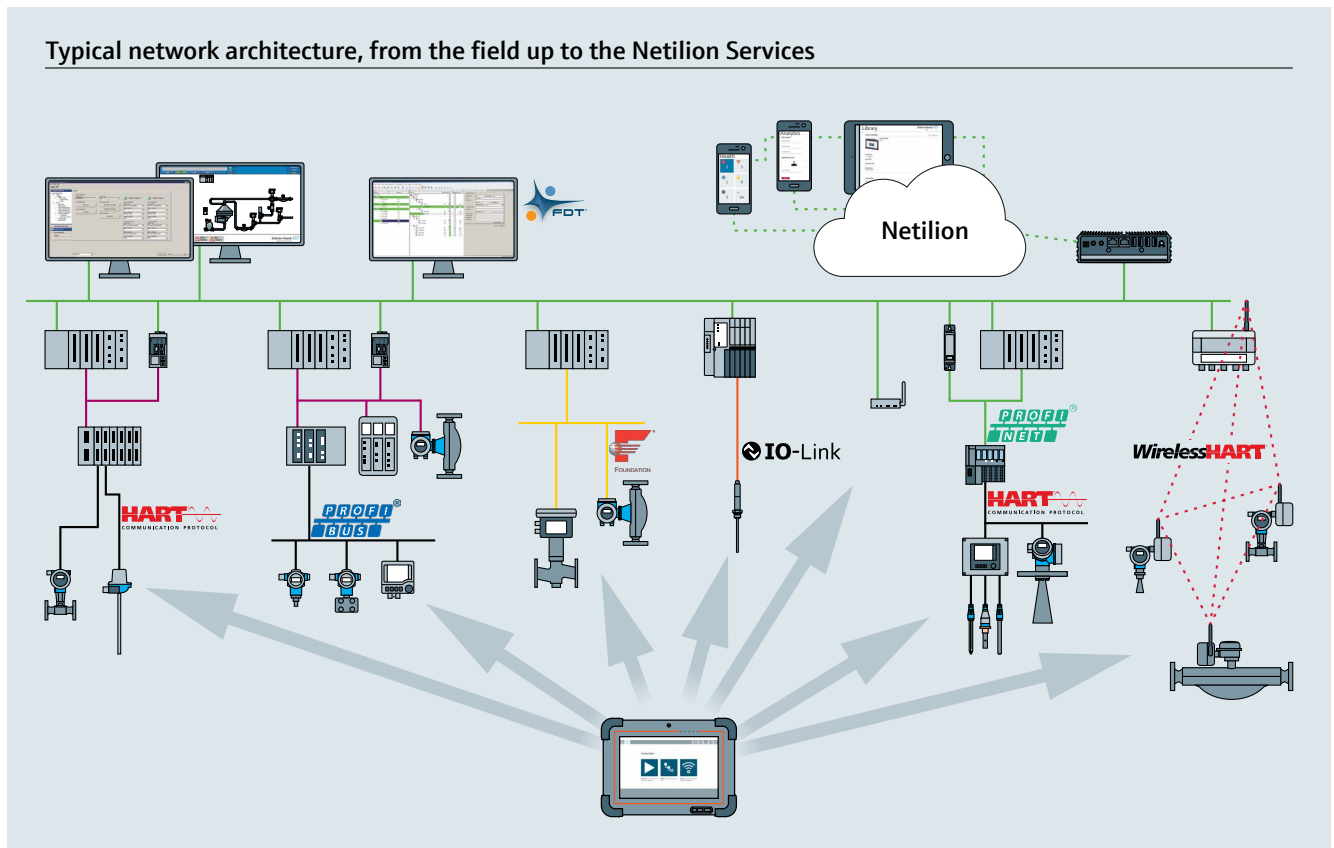 Typical network architecture, from the field up to the Netilion Services
Analytics
Library
Health
FDT
Netilion
PROFI
NET
FOUNDATION
IO-Link
WirelessHART
HART
COMMUNICATION PROTOCOL
PROFI
BUS
HART
COMMUNICATION PROTOCOL